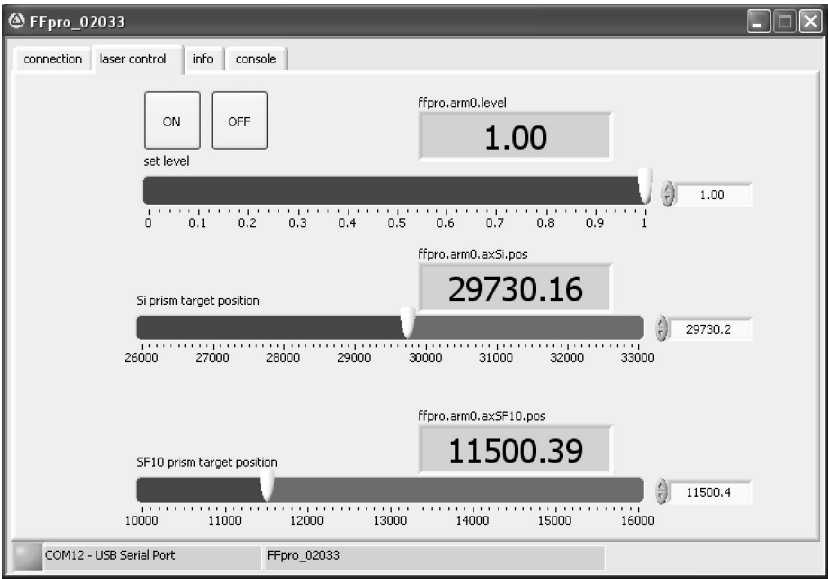 FFpro_02033
connection laser control info console
ON OFF
ffpro.arm0.level
1.00
set level
1.00
0 0.1 0.2 0.3 0.4 0.5 0.6 0.7 0.8 0.9 1
ffpro.arm0.axSi.pos
29730.16
Si prism target position
29730.2
26000 27000 28000 29000 30000 31000 32000 33000
ffpro.arm0.axSF10.pos
11500.39
SF10 prism target position
11500.4
10000 11000 12000 13000 14000 15000 16000
COM12 - USB Serial Port FFpro_02033